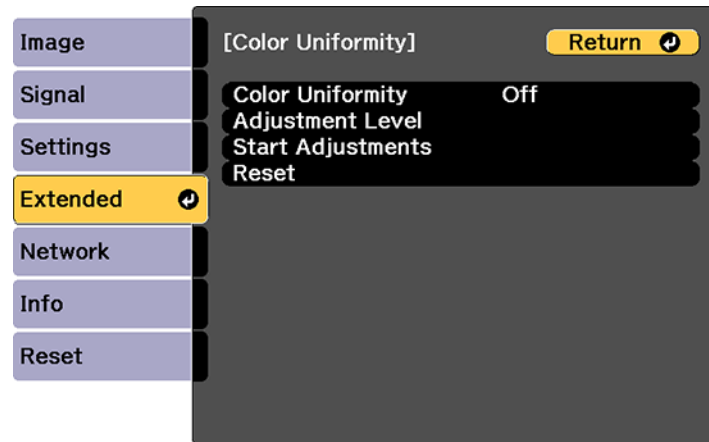 Image
Signal
Settings
Extended
Network
Info
Reset
[Color Uniformity]
Return
Color Uniformity Off
Adjustment Level
Start Adjustments
Reset